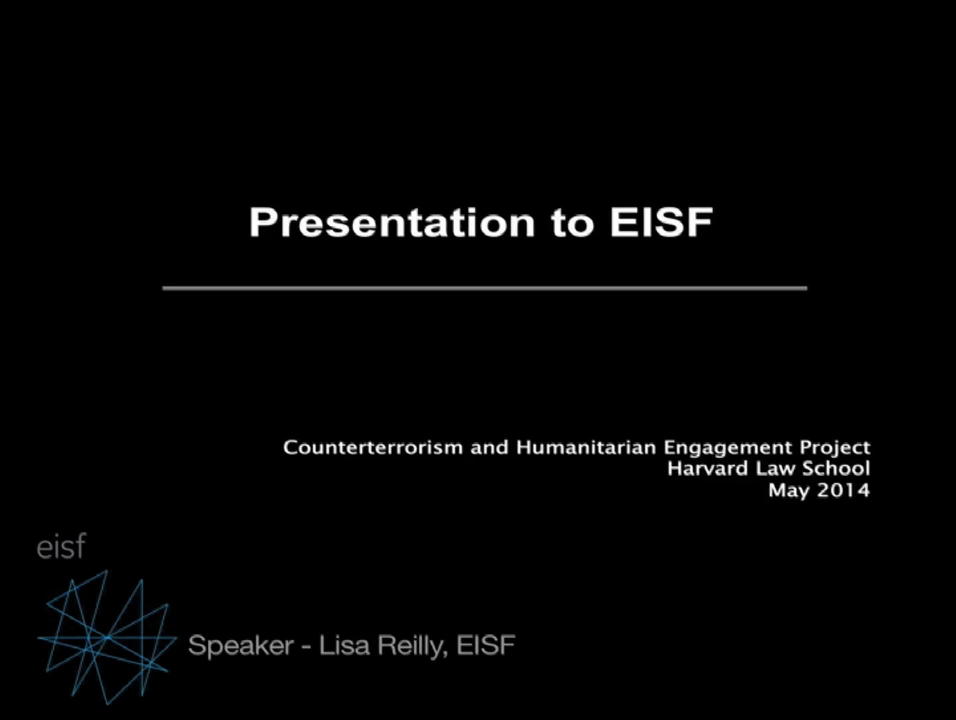 Presentation to EISF
Counterterrorism and Humanitarian Engagement Project
Harvard Law School
May 2014
eisf
Speaker - Lisa Reilly, EISF